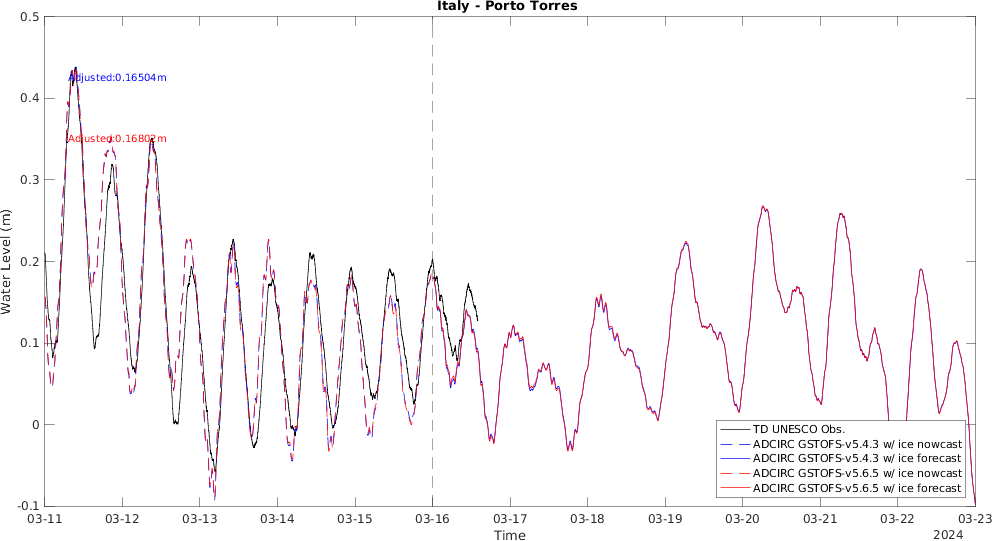 Italy - Porto Torres
0.5
0.4
0.3
0.2
0.1
0
-0.1
Water Level (m)
Adjusted:0.16504m
Adjusted:0.16802m
TD UNESCO Obs.
ADCIRC GSTOFS-v5.4.3 w/ ice nowcast
ADCIRC GSTOFS-v5.4.3 w/ ice forecast
ADCIRC GSTOFS-v5.6.5 w/ ice nowcast
ADCIRC GSTOFS-v5.6.5 w/ ice forecast
03-11 03-12 03-13 03-14 03-15 03-16 03-17 03-18 03-19 03-20 03-21 03-22 03-23
Time
2024